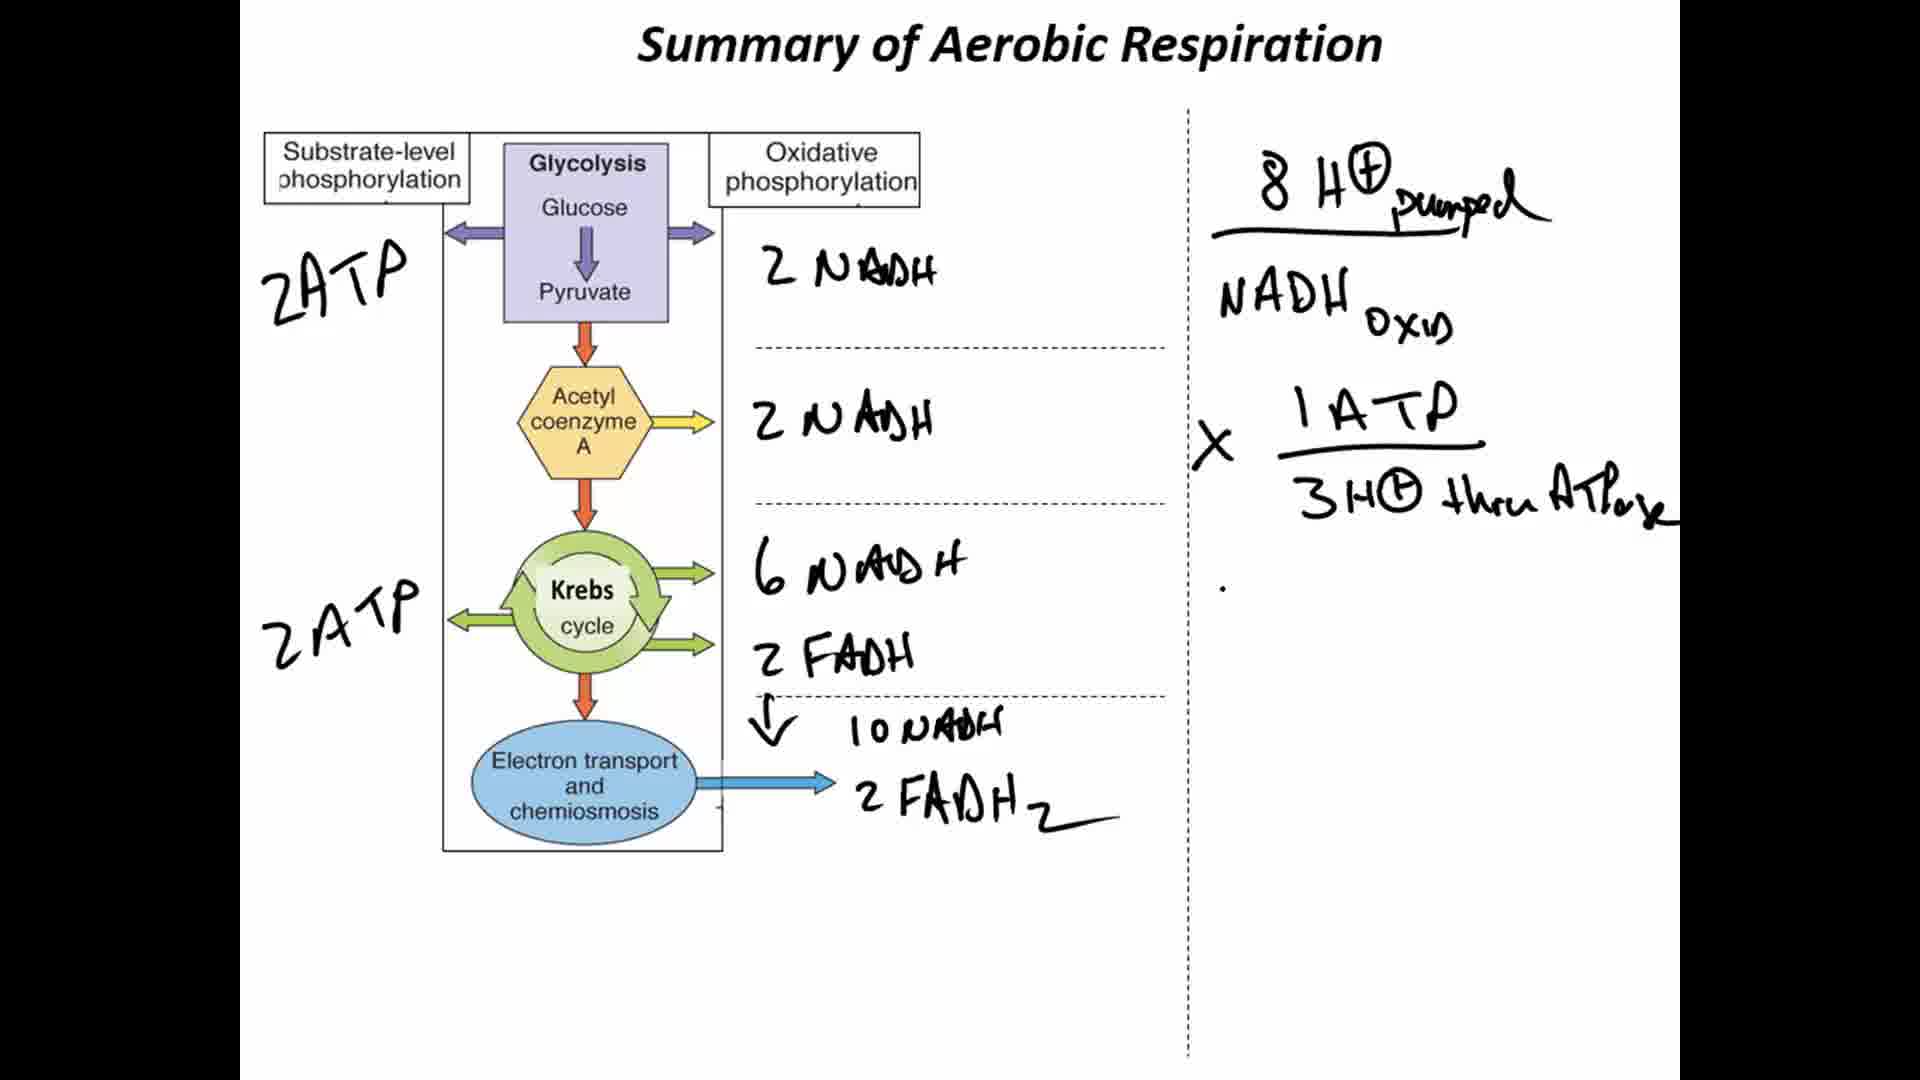 Summary of Aerobic Respiration
Substrate-level
phosphorylation
Glycolysis
Glucose
Pyruvate
Oxidative
phosphorylation
2ATP
2 NADH
Acetyl
coenzyme
A
2 NADH
Krebs
cycle
2ATP
6 NADH
2 FADH
10 NADH
2 FADH2
Electron transport
and
chemiosmosis
8 H+ pumped
NADH OXID
X 1 ATP
3 H+ thru ATPase